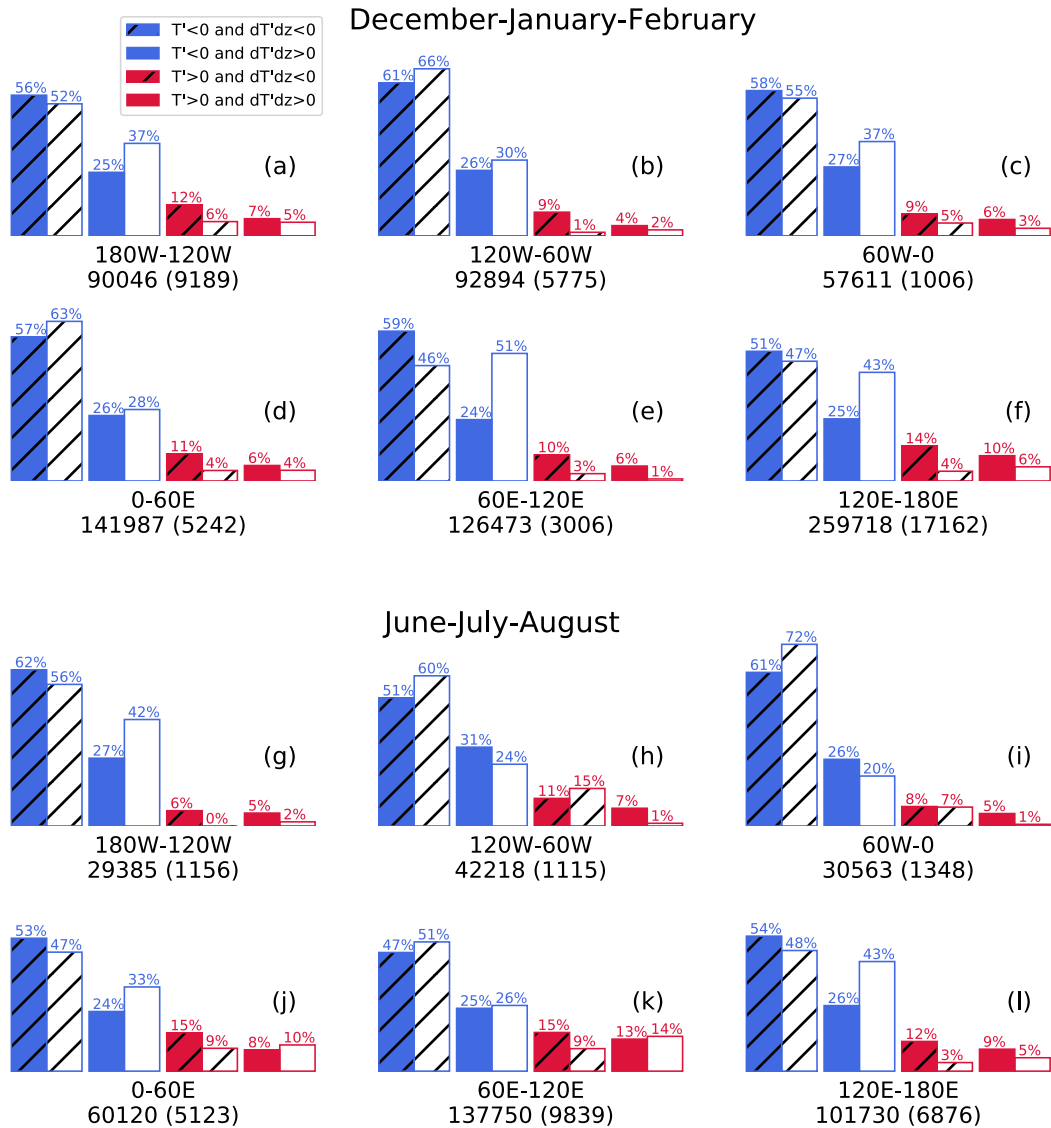 December-January-February
T'<0 and dT'dz<0
T'<0 and dT'dz>0
T'>0 and dT'dz<0
T'>0 and dT'dz>0
56% 52% 25% 37% 12% 6% 7% 5%
(a)
180W-120W
90046 (9189)
61% 66% 26% 30% 9% 1% 4% 2%
(b)
120W-60W
92894 (5775)
58% 55% 27% 37% 9% 5% 6% 3%
(c)
60W-0
57611 (1006)
57% 63% 26% 28% 11% 4% 6% 4%
(d)
0-60E
141987 (5242)
59% 46% 24% 51% 10% 3% 6% 1%
(e)
60E-120E
126473 (3006)
51% 47% 25% 43% 14% 4% 10% 6%
(f)
120E-180E
259718 (17162)
June-July-August
62% 56% 27% 42% 6% 0% 5% 2%
(g)
180W-120W
29385 (1156)
51% 60% 31% 24% 11% 15% 7% 1%
(h)
120W-60W
42218 (1115)
61% 72% 26% 20% 8% 7% 5% 1%
(i)
60W-0
30563 (1348)
53% 47% 24% 33% 15% 9% 8% 10%
(j)
0-60E
60120 (5123)
47% 51% 25% 26% 15% 9% 13% 14%
(k)
60E-120E
137750 (9839)
54% 48% 26% 43% 12% 3% 9% 5%
(l)
120E-180E
101730 (6876)